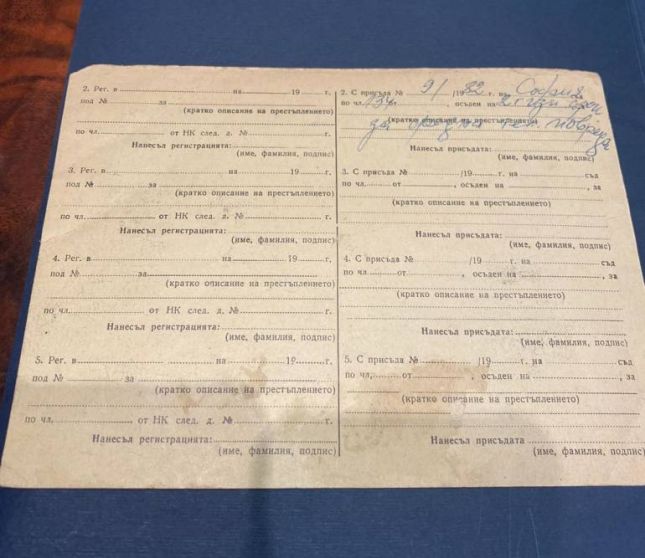 2. Рег. в на 19 г.
под № за
(кратко описание на престъплението)
по чл. от НК след. д. № г.
Нанесъл регистрацията:
(име, фамилия, подпис)
3. Рег. в на 19 г.
под № за
(кратко описание на престъплението)
по чл. от НК след. д. № г.
Нанесъл регистрацията:
(име, фамилия, подпис)
4. Рег. в на 19 г.
под № за
(кратко описание на престъплението)
по чл. от НК след. д. № г.
Нанесъл регистрацията:
(име, фамилия, подпис)
5. Рег. в на 19 г.
под № за
(кратко описание на престъплението)
по чл. от НК след. д. № г.
Нанесъл регистрацията:
(име, фамилия, подпис)
2. С присъда № 9/ /1982 г. на София
по чл. осъден на
(кратко описание на престъплението)
за
Нанесъл присъдата:
(име, фамилия, подпис)
3. С присъда № /19 г. на съд
по чл. от , осъден на , за
(кратко описание на престъплението)
Нанесъл присъдата:
(име, фамилия, подпис)
4. С присъда № /19 г. на съд
по чл. от , осъден на , за
(кратко описание на престъплението)
Нанесъл присъдата:
(име, фамилия, подпис)
5. С присъда № /19 г. на съд
по чл. от , осъден на , за
(кратко описание на престъплението)
Нанесъл присъдата
(име, фамилия, подпис)